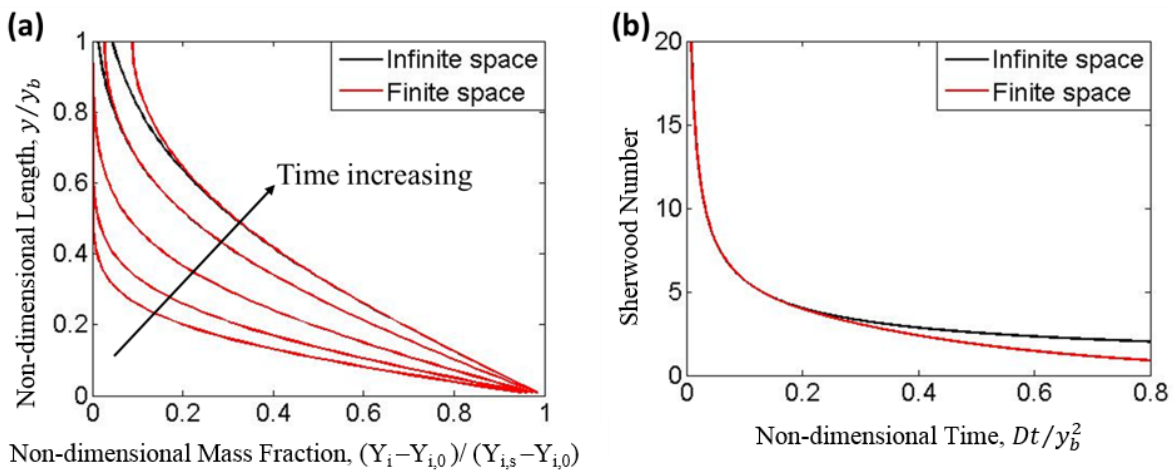 (a)
Non-dimensional Length, y/y_b
1
0.8
0.6
0.4
0.2
0
Infinite space
Finite space
Time increasing
0 0.2 0.4 0.6 0.8 1
Non-dimensional Mass Fraction, (Y_i−Y_{i,0})/ (Y_{i,s}−Y_{i,0})
(b)
Sherwood Number
20
15
10
5
0
Infinite space
Finite space
0 0.2 0.4 0.6 0.8
Non-dimensional Time, Dt/y_b^2